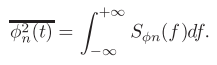 $\overline{\phi_n^2(t)} = \int_{-\infty}^{+\infty} S_{\phi n}(f)df.$